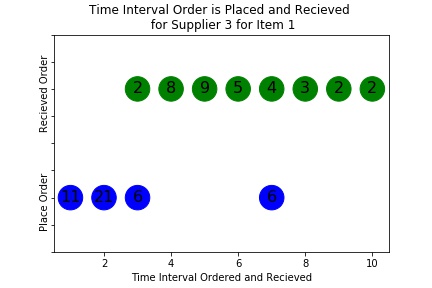 Time Interval Order is Placed and Recieved
for Supplier 3 for Item 1
Recieved Order
2 8 9 5 4 3 2 2
Place Order
11 21 6 6
2 4 6 8 10
Time Interval Ordered and Recieved